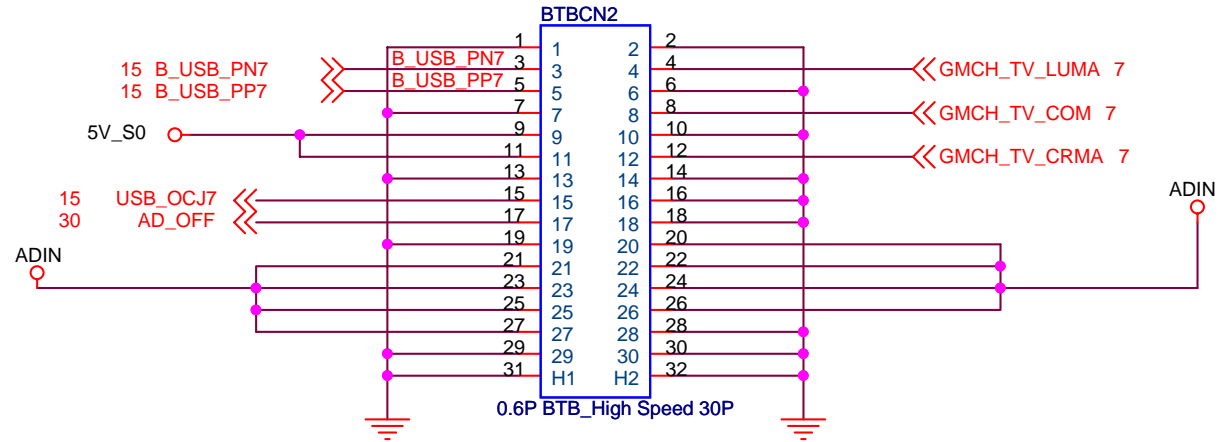 BTBCN2
1 1 2 2
15 B_USB_PN7 B_USB_PN7 3 3 4 4 GMCH_TV_LUMA 7
15 B_USB_PP7 B_USB_PP7 5 5 6 6
7 7 8 8 GMCH_TV_COM 7
5V_S0 9 9 10 10
11 11 12 12 GMCH_TV_CRMA 7
13 13 14 14
15 USB_OCJ7 15 15 16 16 ADIN
30 AD_OFF 17 17 18 18
19 19 20 20
ADIN 21 21 22 22
23 23 24 24
25 25 26 26
27 27 28 28
29 29 30 30
31 H1 H2 32
0.6P BTB_High Speed 30P